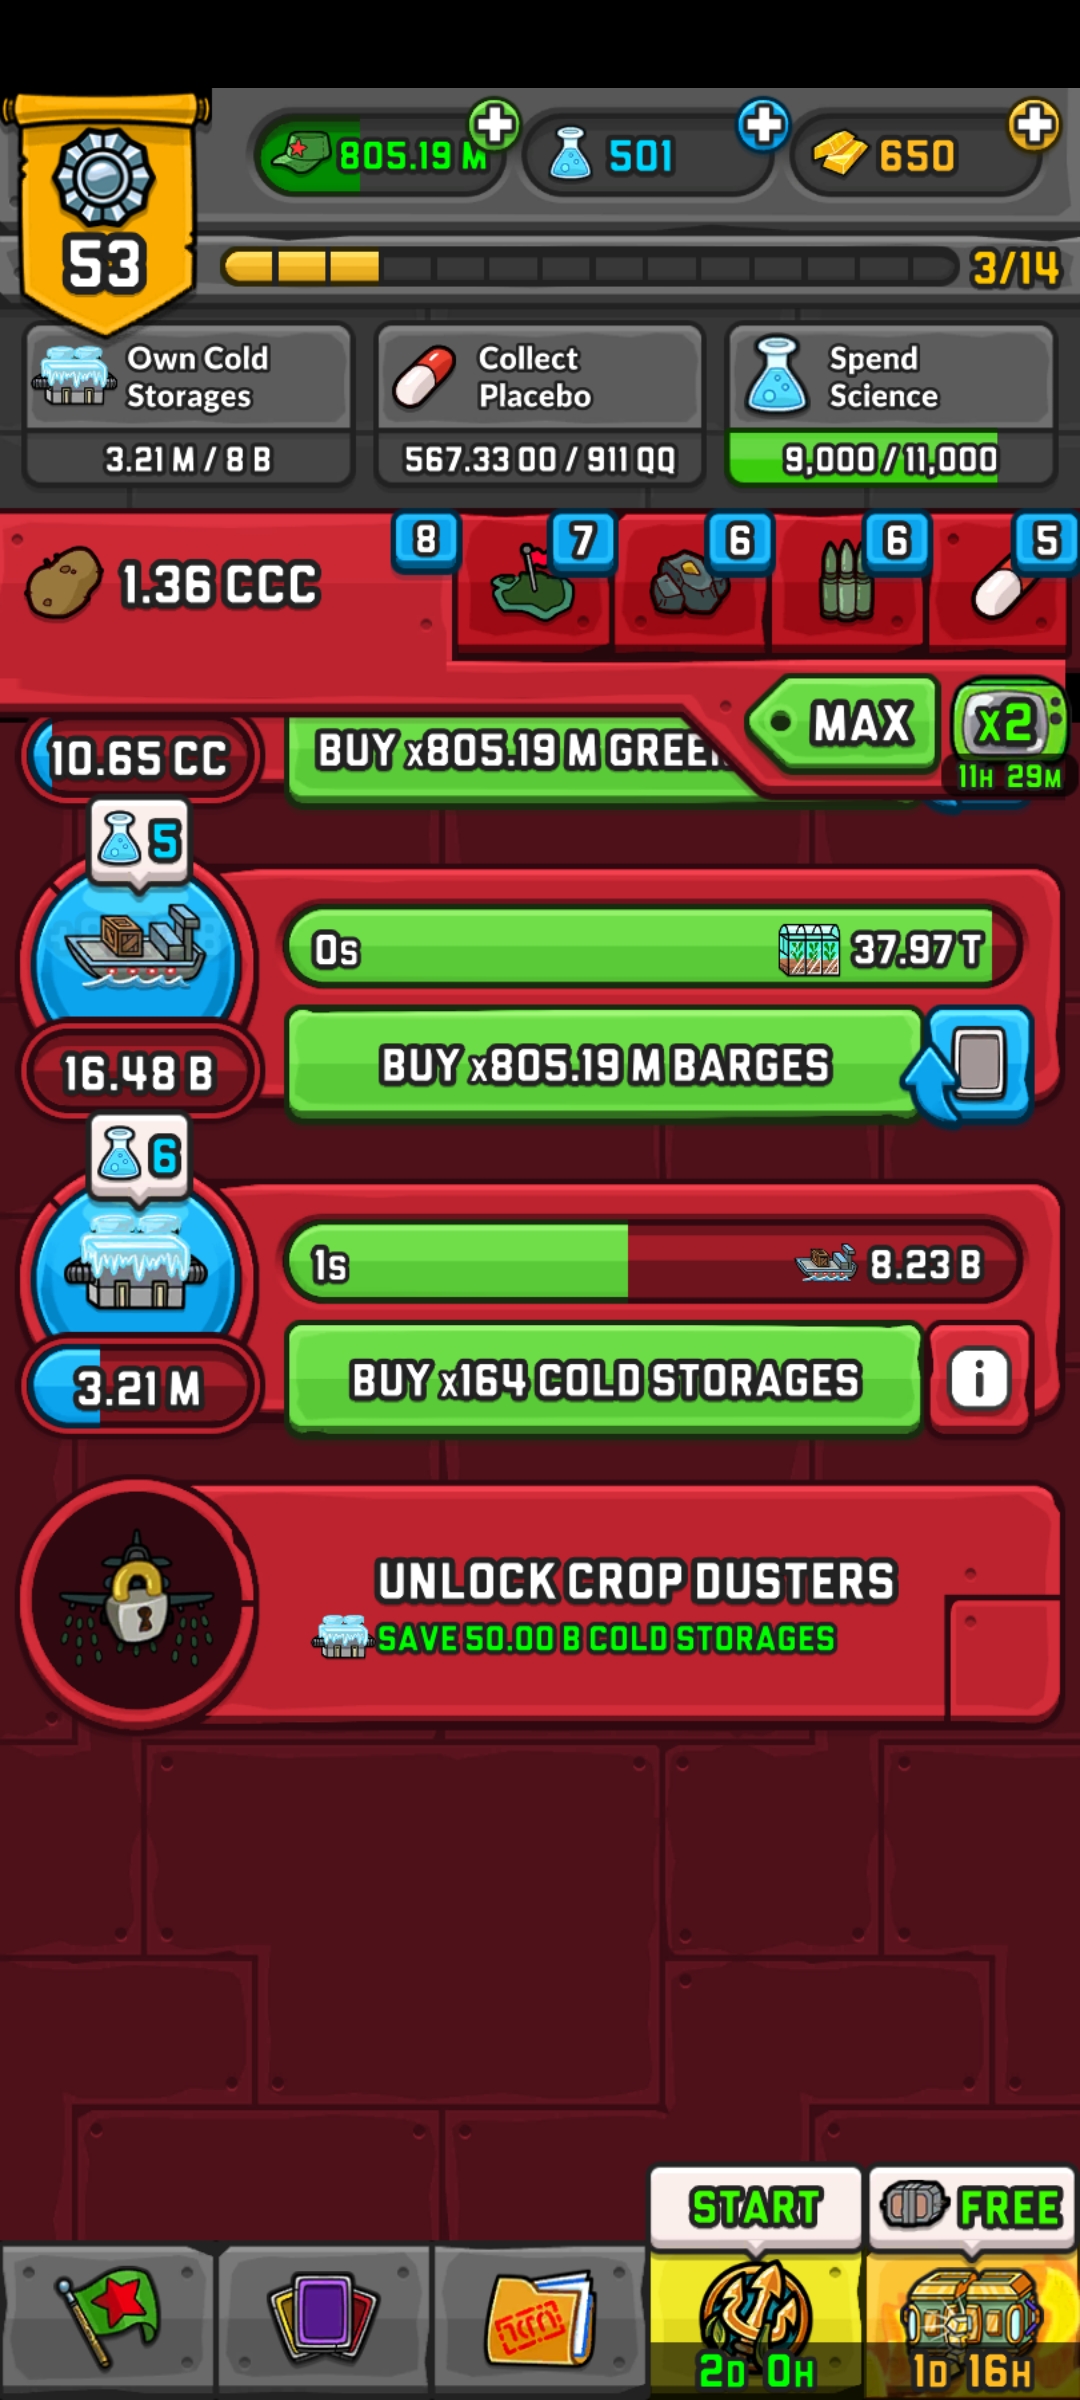 53
805.19 M
501
650
3/14
Own Cold
Storages
3.21 M / 8 B
Collect
Placebo
567.33 OO / 911 QQ
Spend
Science
9,000 / 11,000
1.36 CCC
8
7
6
6
5
MAX
X2
11H 29M
10.65 CC
BUY x805.19 M
5
0s
37.97 T
16.48 B
BUY x805.19 M BARGES
6
1s
8.23 B
3.21 M
BUY x164 COLD STORAGES
i
UNLOCK CROP DUSTERS
SAVE 50.00 B COLD STORAGES
START
FREE
2D 0H
1D 16H